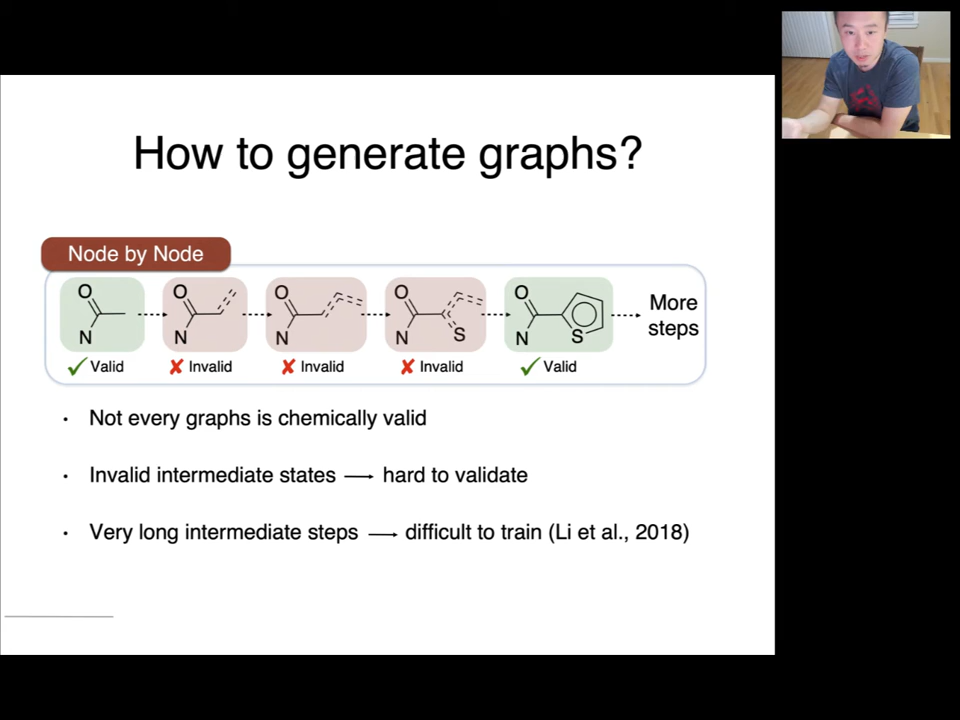 How to generate graphs?
Node by Node
O O O O O
N N N S N S
More
steps
✓ Valid ✘ Invalid ✘ Invalid ✘ Invalid ✓ Valid
· Not every graphs is chemically valid
· Invalid intermediate states → hard to validate
· Very long intermediate steps → difficult to train (Li et al., 2018)